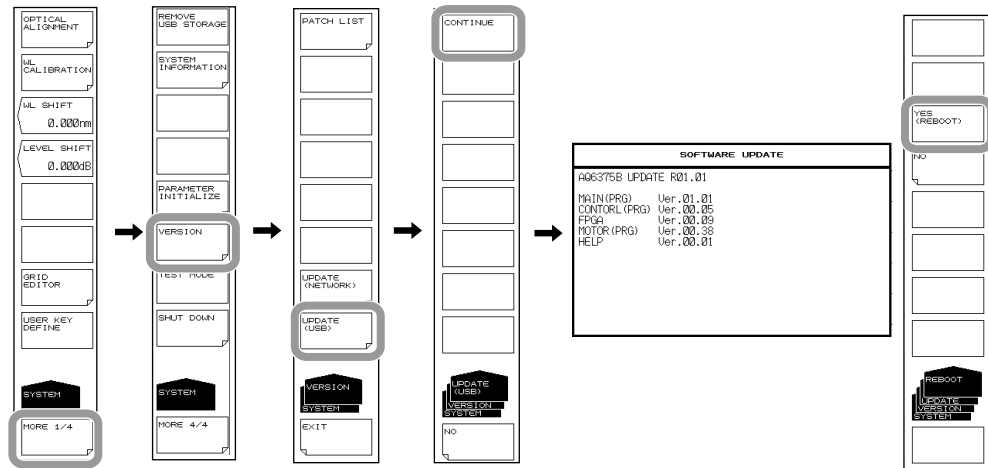 OPTICAL
ALIGNMENT
WL
CALIBRATION
WL SHIFT
0.000nm
LEVEL SHIFT
0.000dB
GRID
EDITOR
USER KEY
DEFINE
SYSTEM
MORE 1/4
REMOVE
USB STORAGE
SYSTEM
INFORMATION
PARAMETER
INITIALIZE
VERSION
TEST MODE
SHUT DOWN
SYSTEM
MORE 4/4
PATCH LIST
UPDATE
(NETWORK)
UPDATE
(USB)
VERSION
SYSTEM
EXIT
CONTINUE
UPDATE
(USB)
VERSION
SYSTEM
NO
SOFTWARE UPDATE
AQ6375B UPDATE R01.01
MAIN(PRG) Ver.01.01
CONTORL(PRG) Ver.00.05
FPGA Ver.00.09
MOTOR(PRG) Ver.00.38
HELP Ver.00.01
YES
(REBOOT)
NO
REBOOT
UPDATE
VERSION
SYSTEM